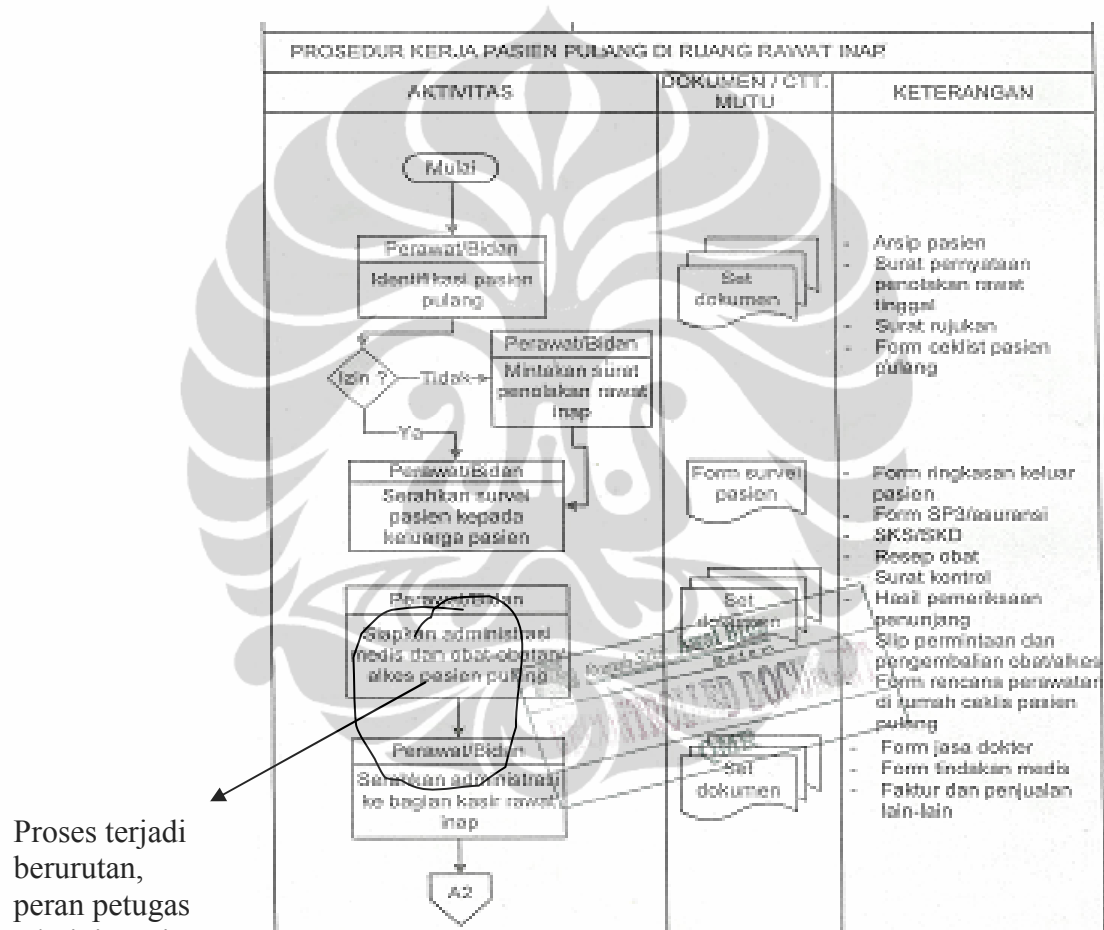 PROSEDUR KERJA PASIEN PULANG DI RUANG RAWAT INAP
AKTIVITAS
DOKUMEN / CTT.
MUTU
KETERANGAN
Mulai
Perawat/Bidan
Identifikasi pasien
pulang
Set
dokumen
- Arsip pasien
- Surat pernyataan
penolakan rawat
tinggal
- Surat rujukan
- Form ceklist pasien
pulang
Izin ?
Tidak
Perawat/Bidan
Mintakan surat
penolakan rawat
inap
Ya
Perawat/Bidan
Serahkan survei
pasien kepada
keluarga pasien
Form survei
pasien
- Form ringkasan keluar
pasien
- Form SP3/asuransi
- SKS/SKD
- Resep obat
- Surat kontrol
- Hasil pemeriksaan
penunjang
- Slip permintaan dan
pengembalian obat/alkes
- Form rencana perawatan
di rumah ceklis pasien
pulang
Perawat/Bidan
Siapkan administrasi
medis dan obat-obatan/
alkes pasien pulang
Set
dokumen
Perawat/Bidan
Serahkan administrasi
ke bagian kasir rawat
inap
Set
dokumen
- Form jasa dokter
- Form tindakan medis
- Faktur dan penjualan
lain-lain
A2
Proses terjadi
berurutan,
peran petugas